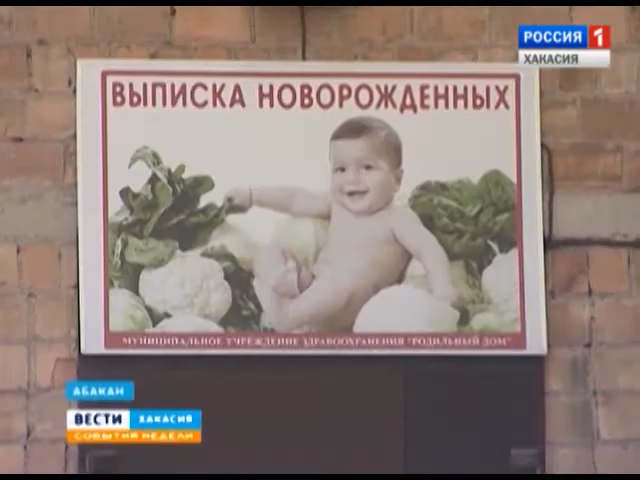 РОССИЯ 1
ХАКАСИЯ
ВЫПИСКА НОВОРОЖДЕННЫХ
МУНИЦИПАЛЬНОЕ УЧРЕЖДЕНИЕ ЗДРАВООХРАНЕНИЯ "РОДИЛЬНЫЙ ДОМ"
АБАКАН
ВЕСТИ ХАКАСИЯ
СОБЫТИЯ НЕДЕЛИ